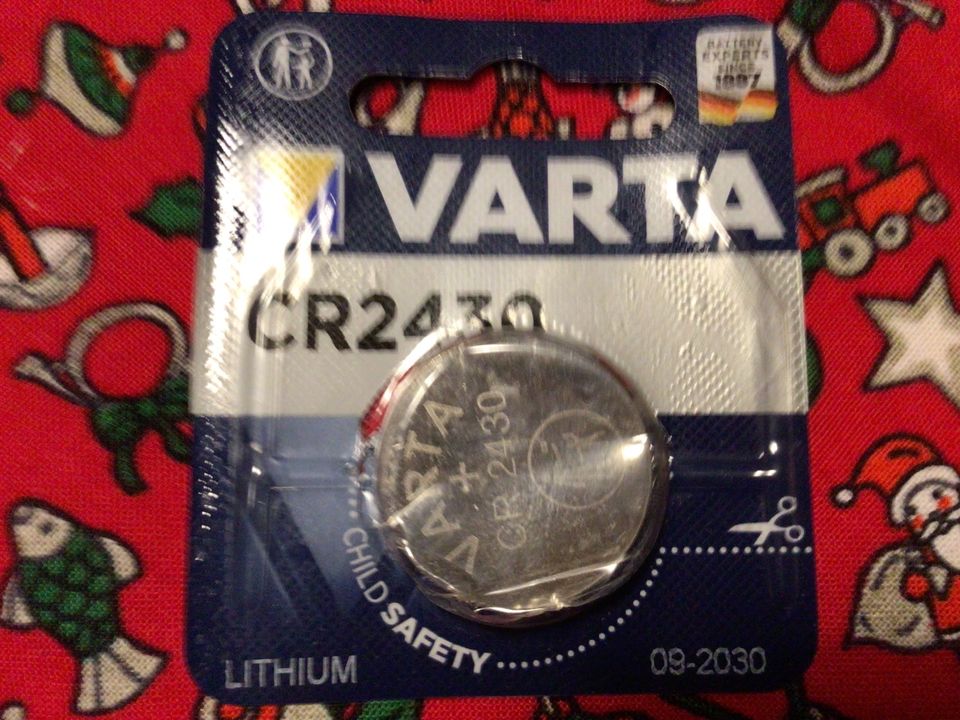 BATTERY
EXPERTS
SINCE
1887
VARTA
CR2430
VARTA
+
CR 2430
CHILD SAFETY
LITHIUM
09-2030